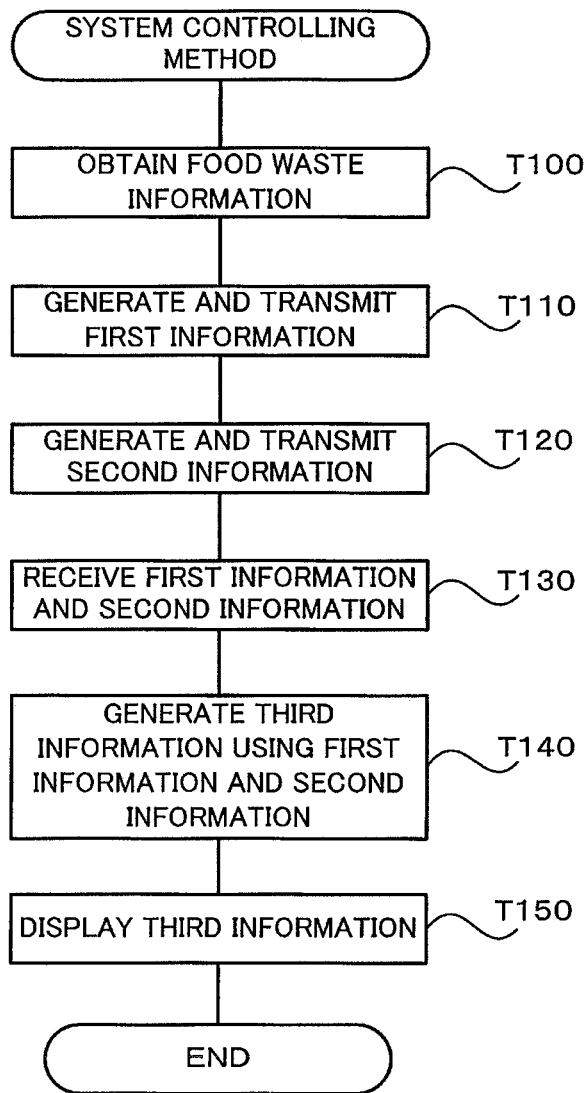 SYSTEM CONTROLLING
METHOD
OBTAIN FOOD WASTE
INFORMATION
T100
GENERATE AND TRANSMIT
FIRST INFORMATION
T110
GENERATE AND TRANSMIT
SECOND INFORMATION
T120
RECEIVE FIRST INFORMATION
AND SECOND INFORMATION
T130
GENERATE THIRD
INFORMATION USING FIRST
INFORMATION AND SECOND
INFORMATION
T140
DISPLAY THIRD INFORMATION
T150
END